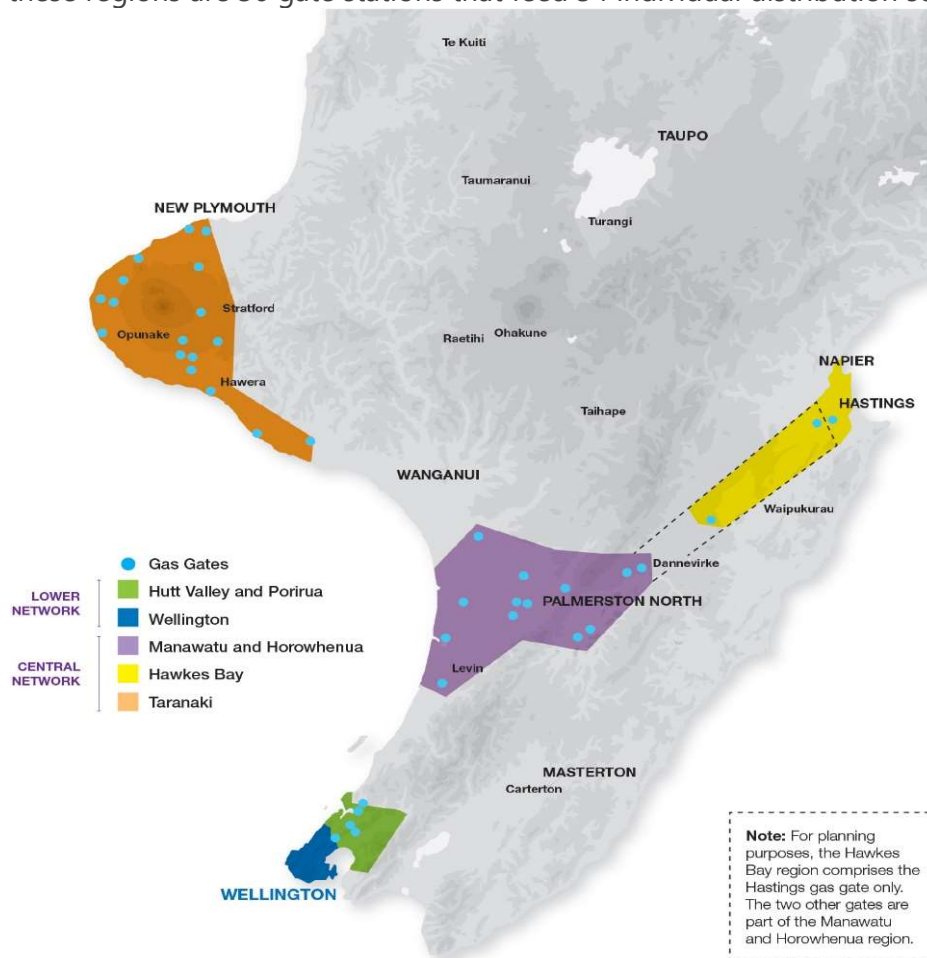 Te Kuiti
TAUPO
Taumaranui
NEW PLYMOUTH
Turangi
Stratford
Opunake
Raetihi
Ohakune
NAPIER
Hawera
HASTINGS
Taihape
WANGANUI
Waipukurau
Dannevirke
PALMERSTON NORTH
Levin
Gas Gates
LOWER
NETWORK
Hutt Valley and Porirua
Wellington
CENTRAL
NETWORK
Manawatu and Horowhenua
Hawkes Bay
Taranaki
MASTERTON
Carterton
WELLINGTON
Note: For planning
purposes, the Hawkes
Bay region comprises the
Hastings gas gate only.
The two other gates are
part of the Manawatu
and Horowhenua region.